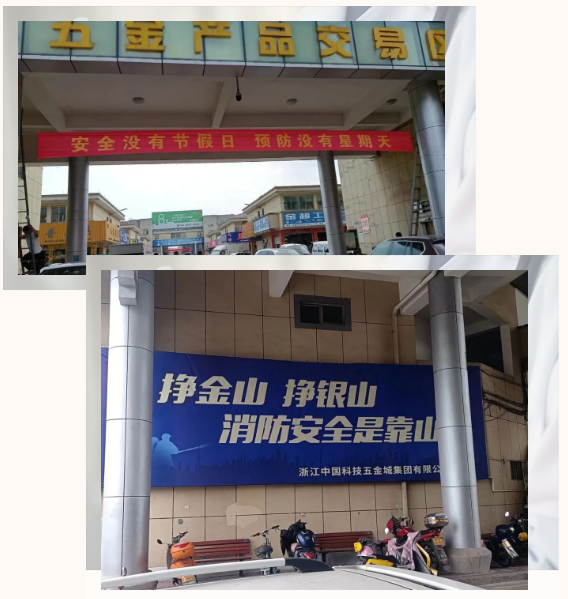 五金产品交易区
安全没有节假日 预防没有星期天
挣金山 挣银山
消防安全是靠山
浙江中国科技五金城集团有限公